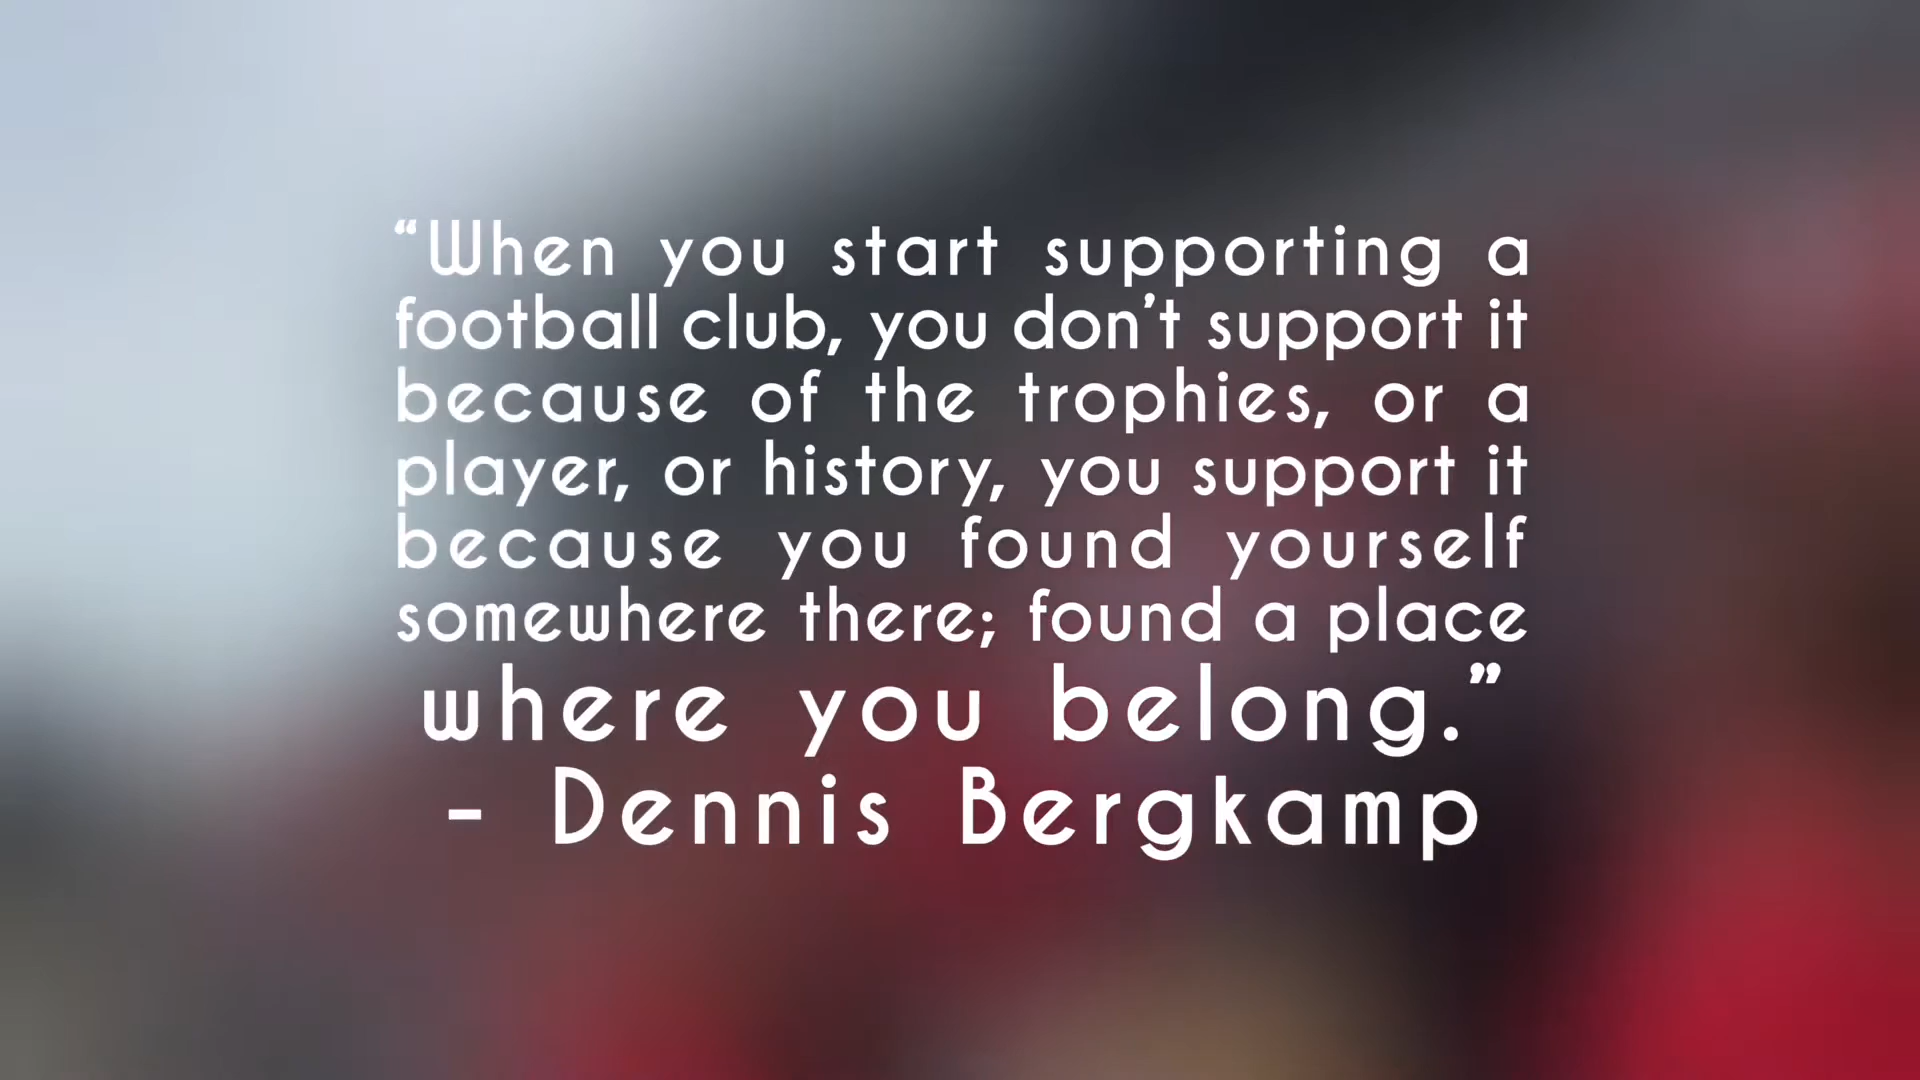 “When you start supporting a
football club, you don’t support it
because of the trophies, or a
player, or history, you support it
because you found yourself
somewhere there; found a place
where you belong.”
- Dennis Bergkamp